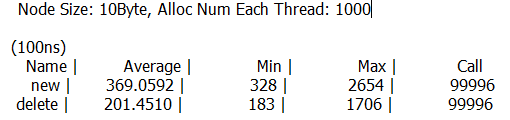 Node Size: 10Byte, Alloc Num Each Thread: 1000
(100ns)
Name | Average | Min | Max | Call
new | 369.0592 | 328 | 2654 | 99996
delete | 201.4510 | 183 | 1706 | 99996